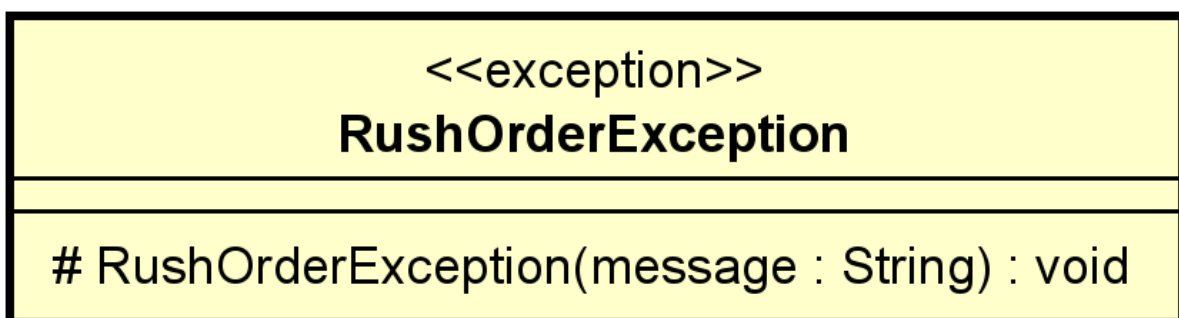 <<exception>>
RushOrderException
# RushOrderException(message : String) : void